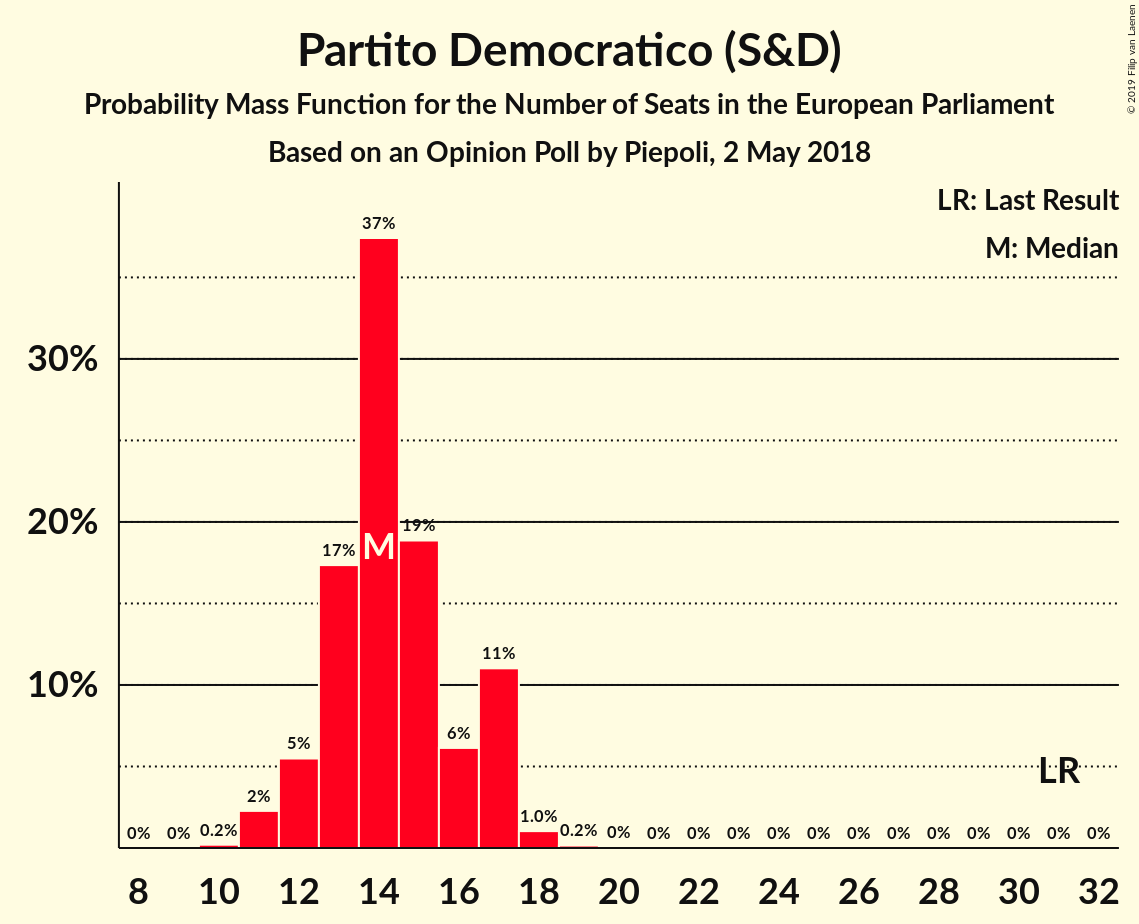 Partito Democratico (S&D)
Probability Mass Function for the Number of Seats in the European Parliament
Based on an Opinion Poll by Piepoli, 2 May 2018
© 2019 Filip van Laenen
LR: Last Result
M: Median
37%
30%
20%
19%
17%
M
11%
10%
6%
5%
LR
2%
1.0%
0% 0% 0.2% 0.2% 0% 0% 0% 0% 0% 0% 0% 0% 0% 0% 0% 0% 0%
8 10 12 14 16 18 20 22 24 26 28 30 32